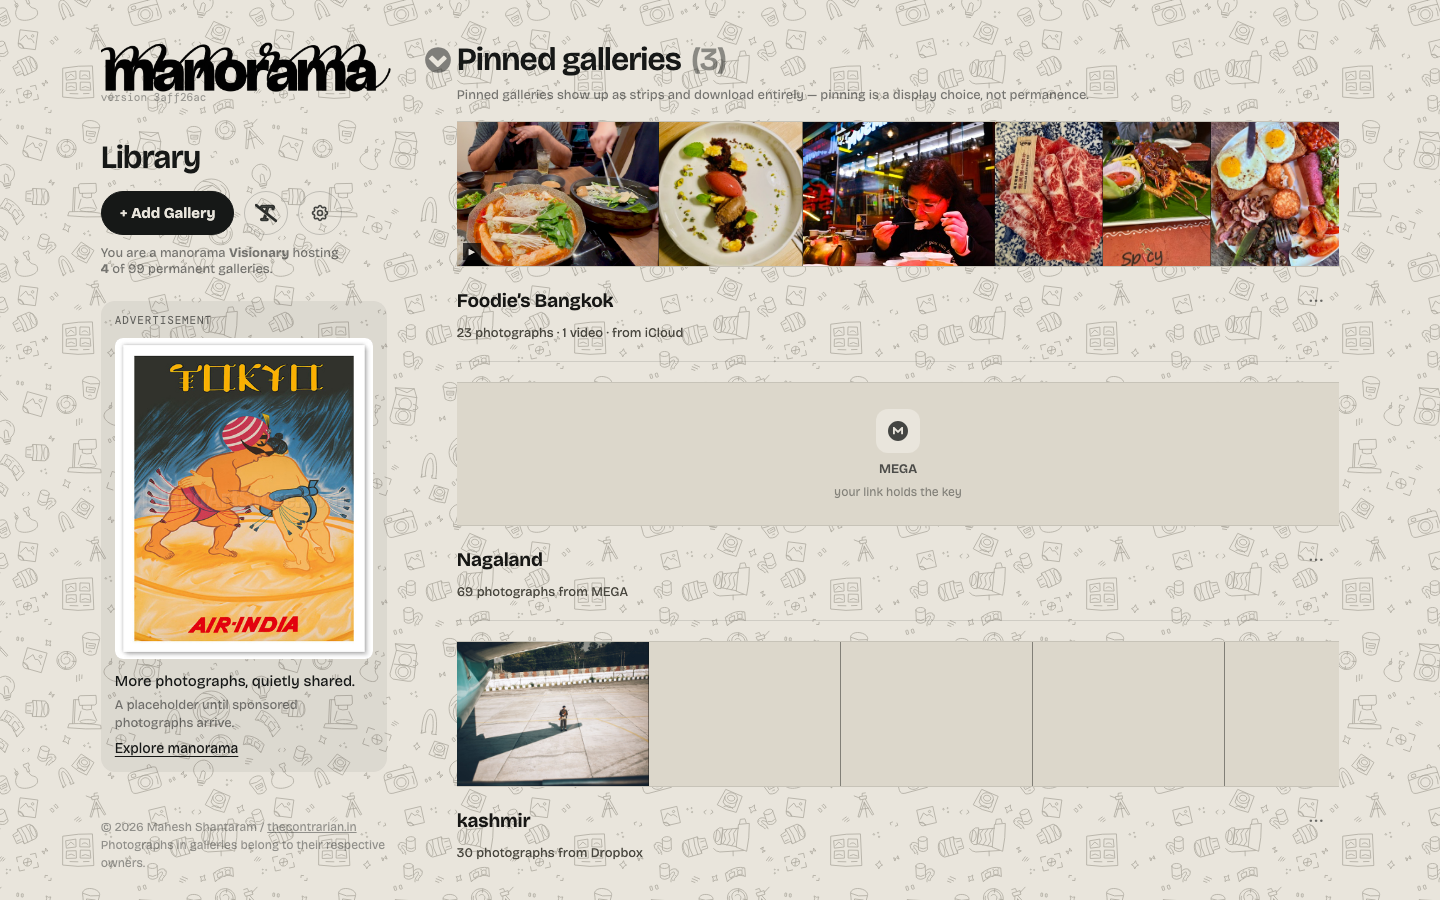 manorama
version 3aff26ac
Library
+ Add Gallery
You are a manorama Visionary hosting
4 of 99 permanent galleries.
ADVERTISEMENT
TOKYO
AIR-INDIA
More photographs, quietly shared.
A placeholder until sponsored
photographs arrive.
Explore manorama
© 2026 Mahesh Shantaram / thecontrarian.in
Photographs in galleries belong to their respective
owners.
Pinned galleries (3)
Pinned galleries show up as strips and download entirely — pinning is a display choice, not permanence.
Spicy
Foodie's Bangkok
23 photographs · 1 video · from iCloud
MEGA
your link holds the key
Nagaland
69 photographs from MEGA
kashmir
30 photographs from Dropbox